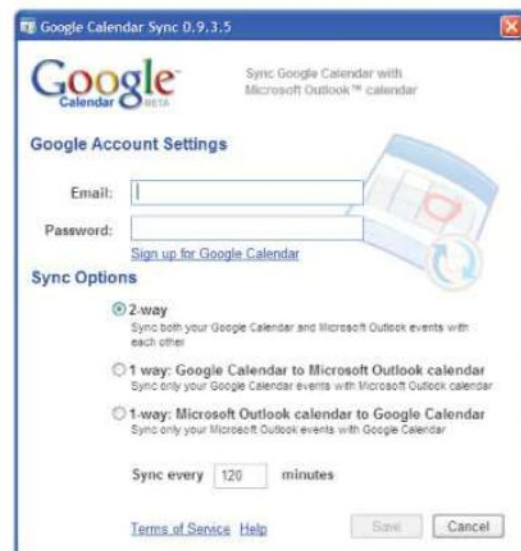 Google Calendar Sync 0.9.3.5
Google™
Calendar BETA
Sync Google Calendar with
Microsoft Outlook™ calendar
Google Account Settings
Email:
Password:
Sign up for Google Calendar
Sync Options
2-way
Sync both your Google Calendar and Microsoft Outlook events with
each other
1 way: Google Calendar to Microsoft Outlook calendar
Sync only your Google Calendar events with Microsoft Outlook calendar
1-way: Microsoft Outlook calendar to Google Calendar
Sync only your Microsoft Outlook events with Google Calendar
Sync every 120 minutes
Terms of Service Help Save Cancel